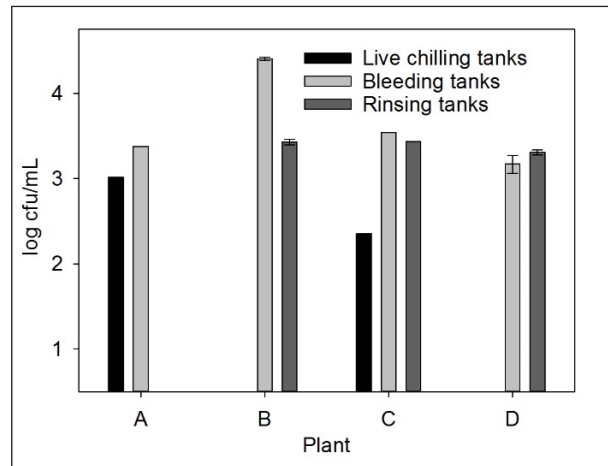 Live chilling tanks
Bleeding tanks
Rinsing tanks
log cfu/mL
4
3
2
1
A B C D
Plant